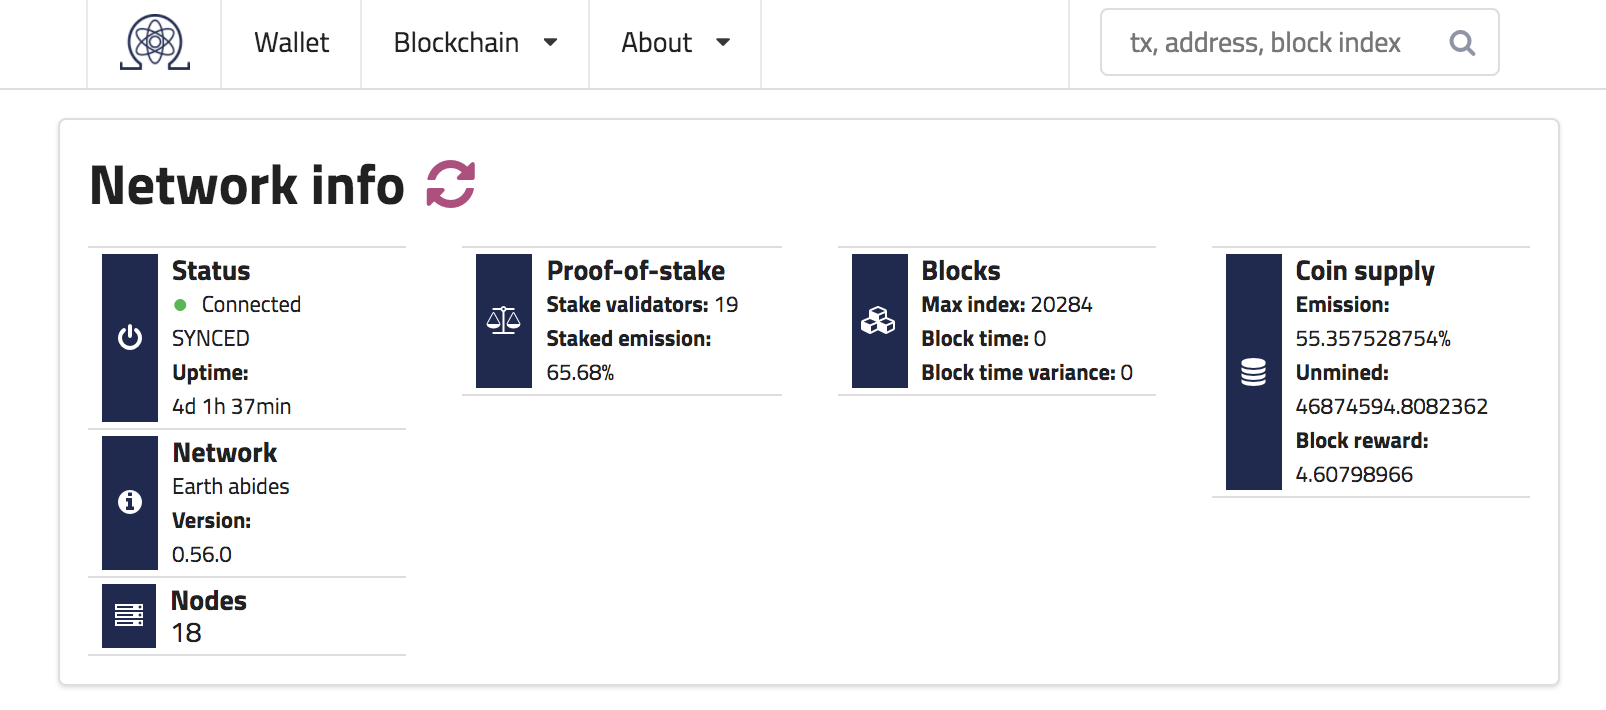 Wallet
Blockchain
About
tx, address, block index
Network info
Status
Connected
SYNCED
Uptime:
4d 1h 37min
Network
Earth abides
Version:
0.56.0
Nodes
18
Proof-of-stake
Stake validators: 19
Staked emission:
65.68%
Blocks
Max index: 20284
Block time: 0
Block time variance: 0
Coin supply
Emission:
55.357528754%
Unmined:
46874594.8082362
Block reward:
4.60798966